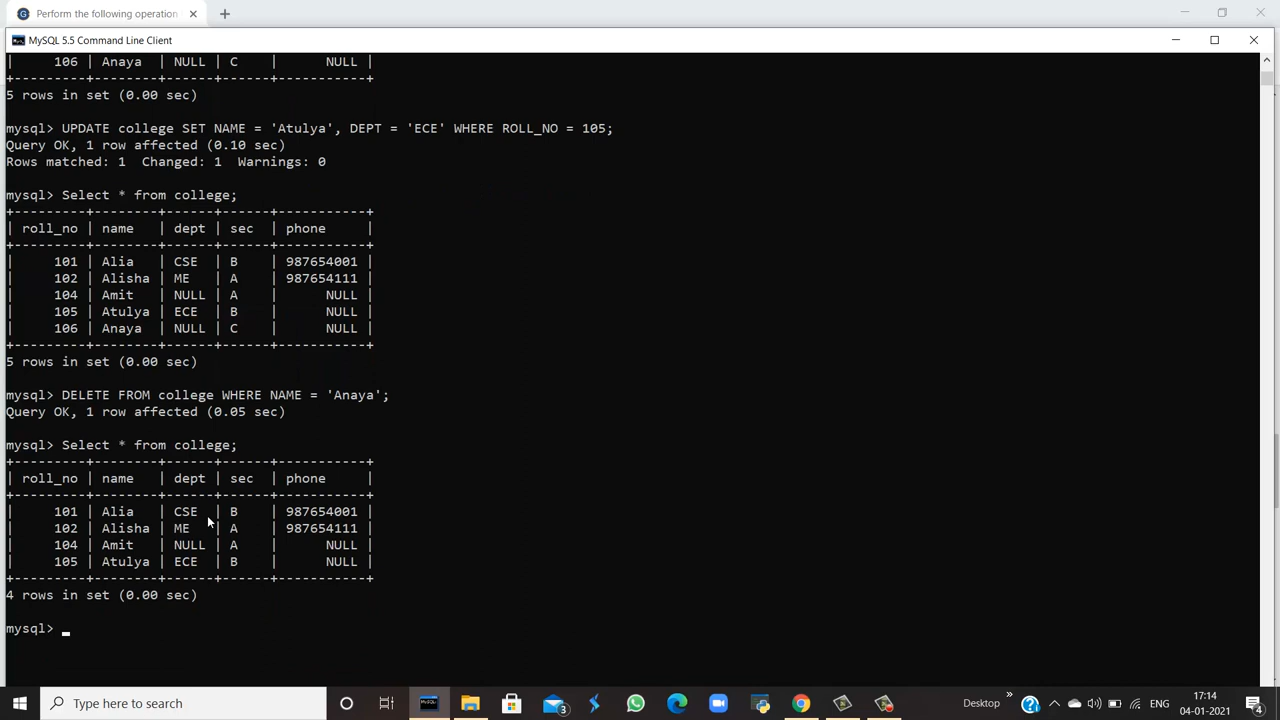 Perform the following operation
MySQL 5.5 Command Line Client
| 106 | Anaya | NULL | C | NULL |
+---------+--------+------+------+-----------+
5 rows in set (0.00 sec)
mysql> UPDATE college SET NAME = 'Atulya', DEPT = 'ECE' WHERE ROLL_NO = 105;
Query OK, 1 row affected (0.10 sec)
Rows matched: 1 Changed: 1 Warnings: 0
mysql> Select * from college;
+---------+--------+------+------+-----------+
| roll_no | name | dept | sec | phone |
+---------+--------+------+------+-----------+
| 101 | Alia | CSE | B | 987654001 |
| 102 | Alisha | ME | A | 987654111 |
| 104 | Amit | NULL | A | NULL |
| 105 | Atulya | ECE | B | NULL |
| 106 | Anaya | NULL | C | NULL |
+---------+--------+------+------+-----------+
5 rows in set (0.00 sec)
mysql> DELETE FROM college WHERE NAME = 'Anaya';
Query OK, 1 row affected (0.05 sec)
mysql> Select * from college;
+---------+--------+------+------+-----------+
| roll_no | name | dept | sec | phone |
+---------+--------+------+------+-----------+
| 101 | Alia | CSE | B | 987654001 |
| 102 | Alisha | ME | A | 987654111 |
| 104 | Amit | NULL | A | NULL |
| 105 | Atulya | ECE | B | NULL |
+---------+--------+------+------+-----------+
4 rows in set (0.00 sec)
mysql> _
Type here to search
3
Desktop
»
ENG
17:14
04-01-2021
4